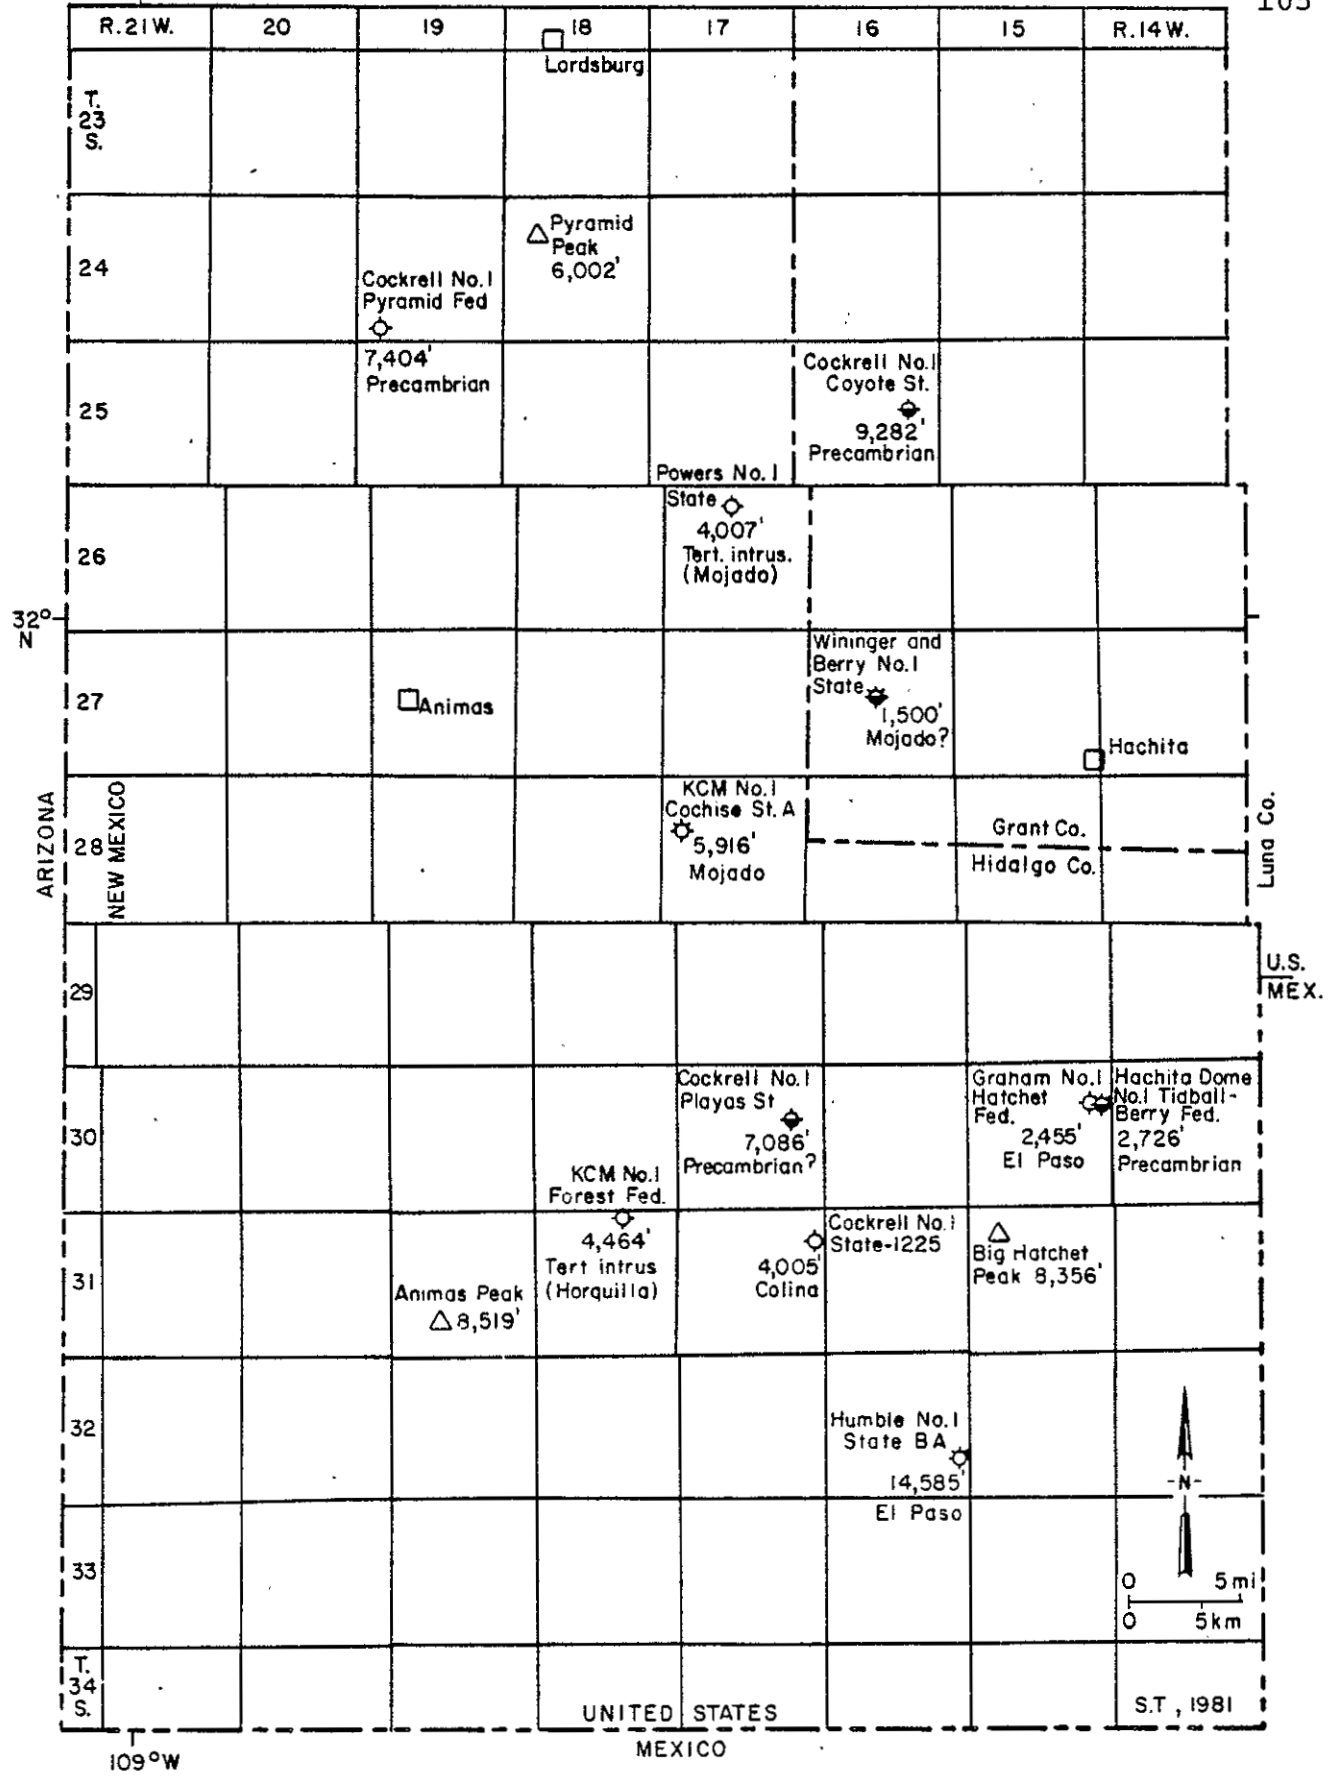 105
R.21W. 20 19 18 17 16 15 R.14W.
Lordsburg
T.
23
S.
Pyramid
Peak
6,002'
24
Cockrell No.1
Pyramid Fed
7,404'
Precambrian
Cockrell No.1
Coyote St.
9,282'
Precambrian
25
Powers No.1
State
4,007'
Tert. intrus.
(Mojado)
26
32°
N
Wininger and
Berry No.1
State
1,500'
Mojado?
27
Animas
Hachita
ARIZONA
NEW MEXICO
KCM No.1
Cochise St. A
5,916'
Mojado
28
Grant Co.
Hidalgo Co.
Luna Co.
29
U.S.
MEX.
Cockrell No.1
Playas St
7,086'
Precambrian?
Graham No.1
Hatchet
Fed.
2,455'
El Paso
Hachita Dome
No.1 Tidball-
Berry Fed.
2,726'
Precambrian
30
KCM No.1
Forest Fed.
4,464'
Tert intrus
(Horquilla)
Cockrell No.1
State-1225
4,005'
Colina
Big Hatchet
Peak 8,356'
31
Animas Peak
8,519'
32
Humble No.1
State BA
14,585'
El Paso
-N-
33
0 5mi
0 5km
T.
34
S.
UNITED STATES
S.T, 1981
MEXICO
109°W